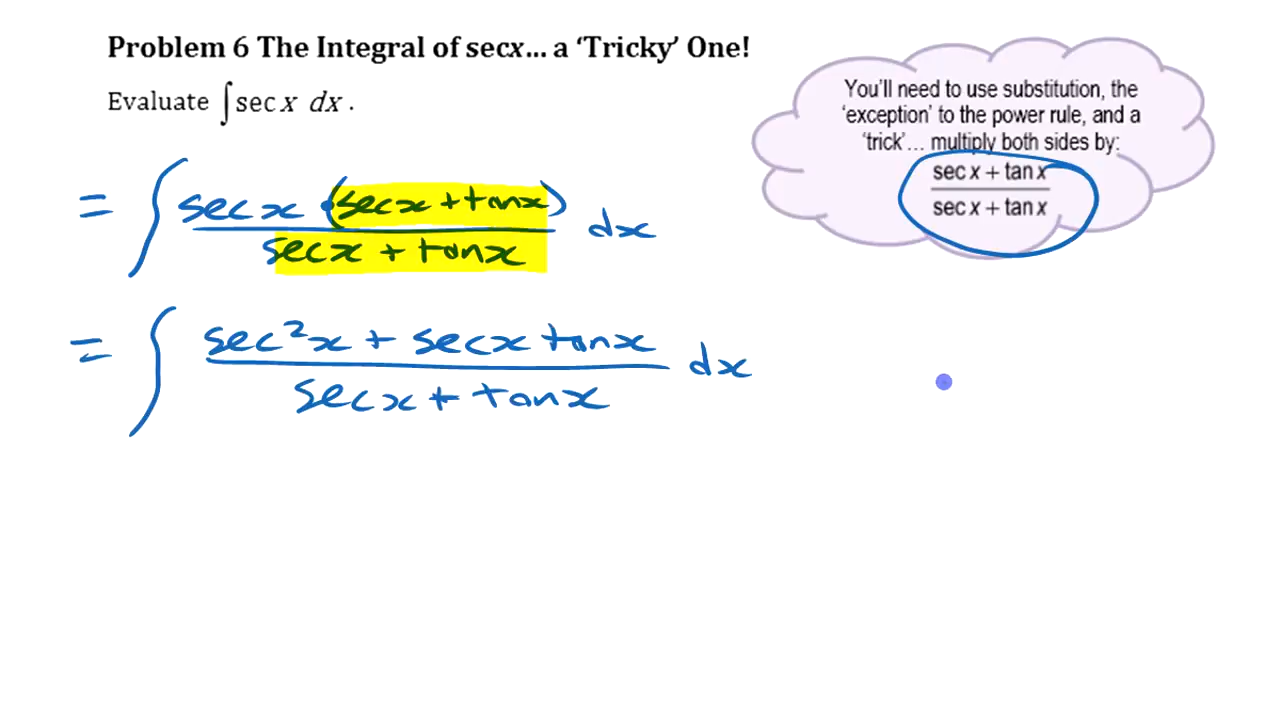 Problem 6 The Integral of secx… a ‘Tricky’ One!
Evaluate ∫ sec x dx .
You’ll need to use substitution, the
‘exception’ to the power rule, and a
‘trick’… multiply both sides by:
sec x + tan x
sec x + tan x
= ∫ secx · (secx + tanx) / secx + tanx dx
= ∫ sec²x + secx tanx / secx + tanx dx